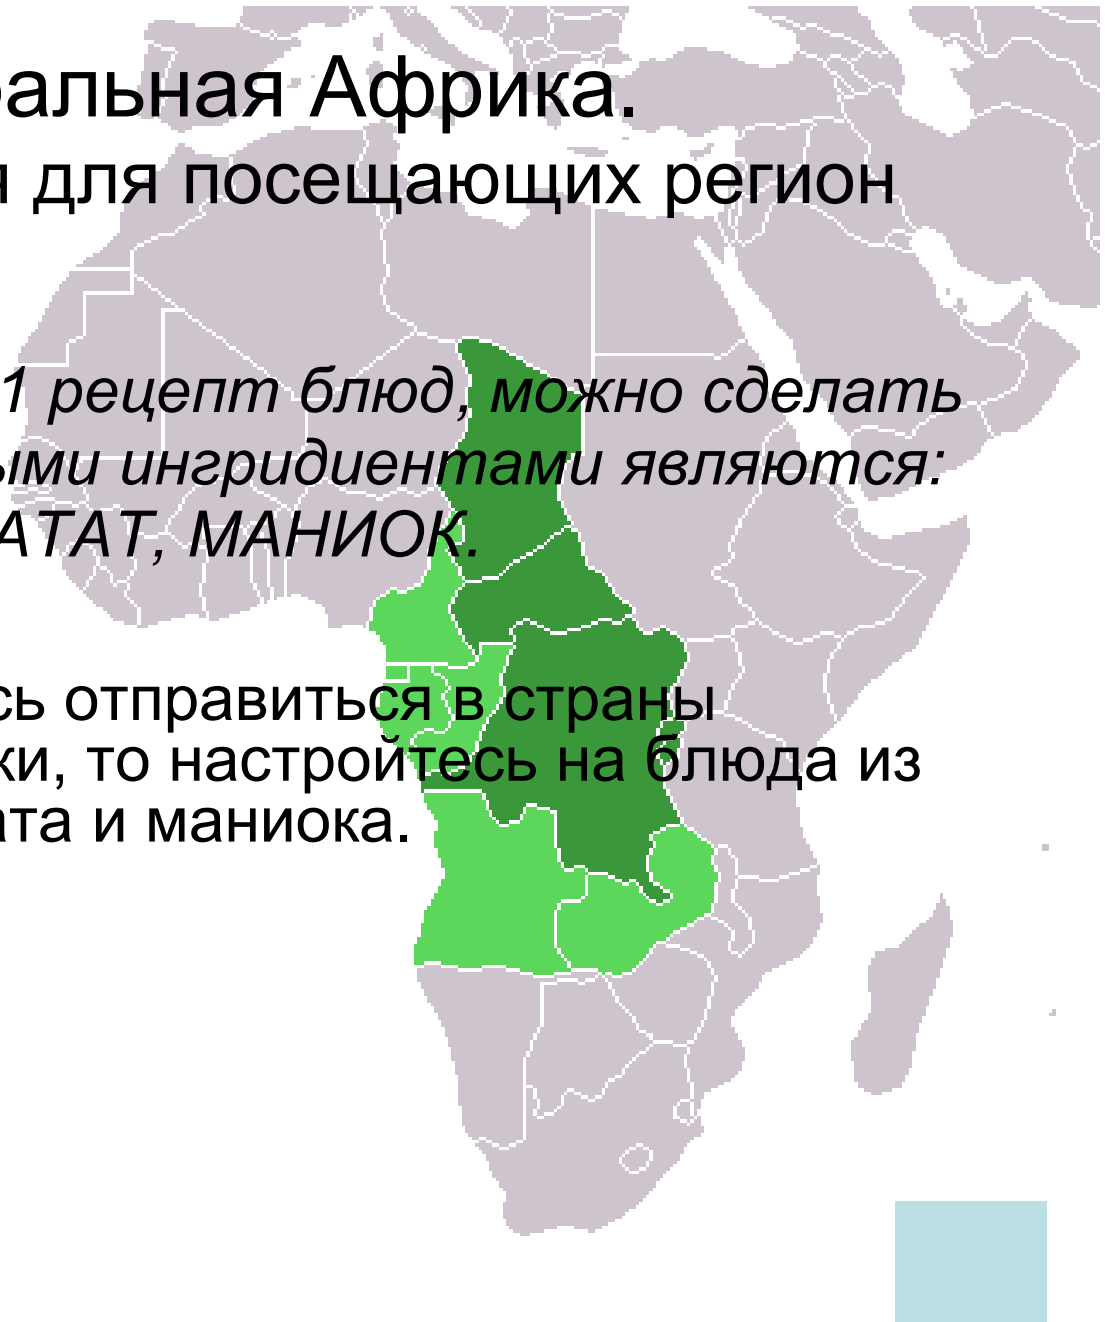 альная Африка.
я для посещающих регион
1 рецепт блюд, можно сделать
ыми ингридиентами являются:
АТАТ, МАНИОК.
сь отправиться в страны
ки, то настройтесь на блюда из
ата и маниока.